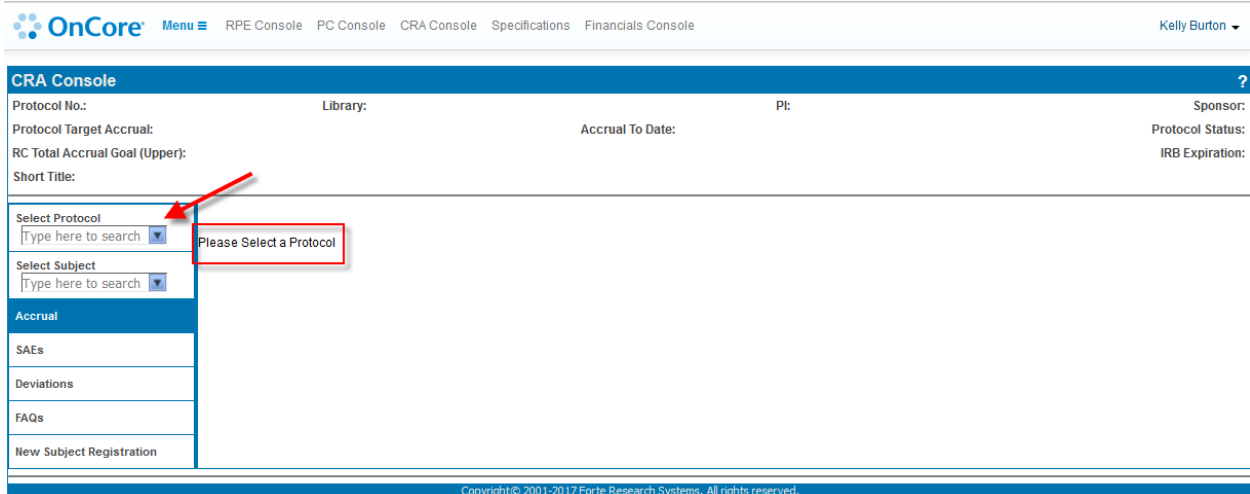 OnCore Menu ≡ RPE Console PC Console CRA Console Specifications Financials Console Kelly Burton
CRA Console ?
Protocol No.: Library: PI: Sponsor:
Protocol Target Accrual: Accrual To Date: Protocol Status:
RC Total Accrual Goal (Upper): IRB Expiration:
Short Title:
Select Protocol
Type here to search
Please Select a Protocol
Select Subject
Type here to search
Accrual
SAEs
Deviations
FAQs
New Subject Registration
Copyright© 2001-2017 Forte Research Systems. All rights reserved.